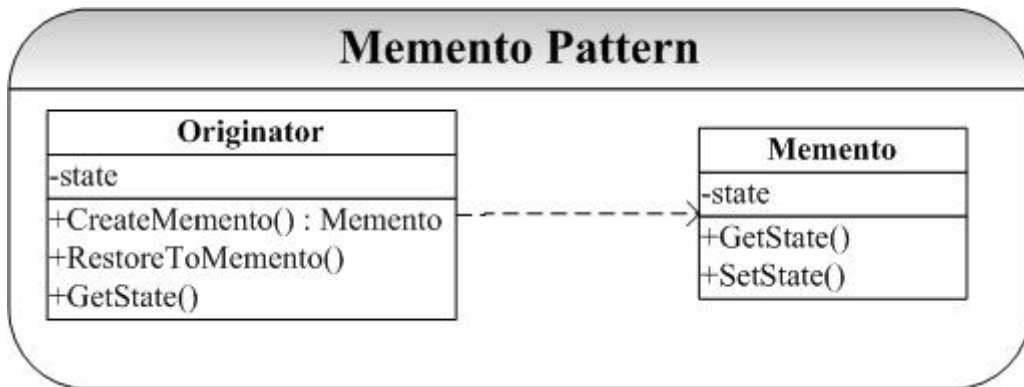 Memento Pattern
Originator
-state
+CreateMemento() : Memento
+RestoreToMemento()
+GetState()
Memento
-state
+GetState()
+SetState()